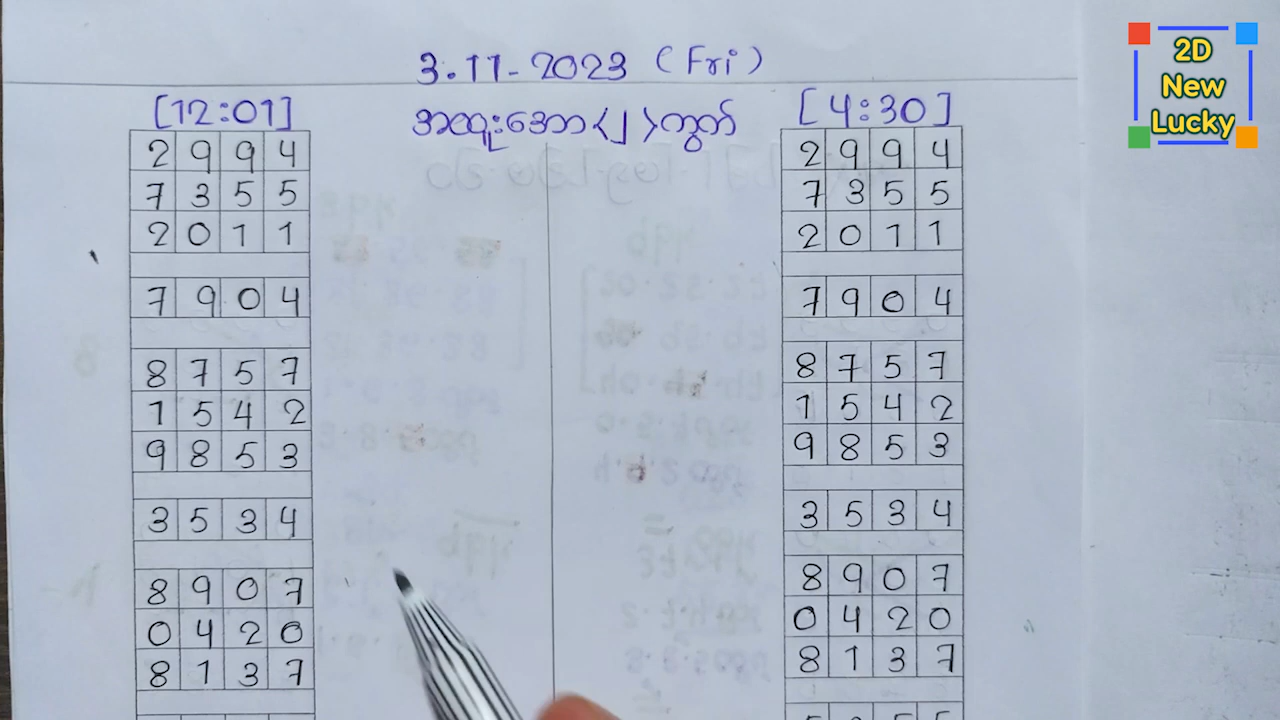 3.11-2023 (Fri)
အထူးအော〈၂〉ကွက်
[12:01]
2 9 9 4
7 3 5 5
2 0 1 1
7 9 0 4
8 7 5 7
1 5 4 2
9 8 5 3
3 5 3 4
8 9 0 7
0 4 2 0
8 1 3 7
[4:30]
2 9 9 4
7 3 5 5
2 0 1 1
7 9 0 4
8 7 5 7
1 5 4 2
9 8 5 3
3 5 3 4
8 9 0 7
0 4 2 0
8 1 3 7
2D
New
Lucky